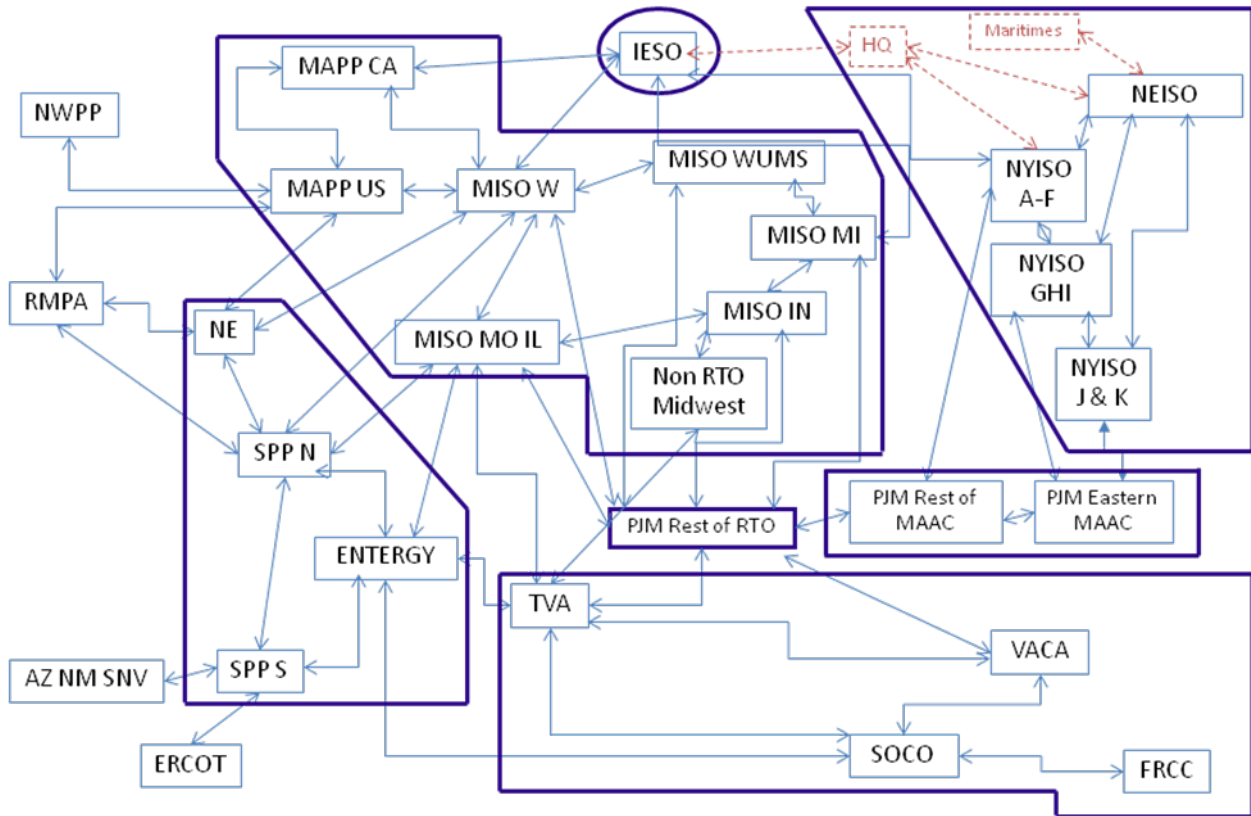 IESO
HQ
Maritimes
MAPP CA
NEISO
NWPP
MISO WUMS
MAPP US
MISO W
NYISO
A-F
MISO MI
NYISO
GHI
RMPA
NE
MISO MO IL
MISO IN
Non RTO
Midwest
NYISO
J & K
SPP N
PJM Rest of
MAAC
PJM Eastern
MAAC
PJM Rest of RTO
ENTERGY
TVA
VACA
AZ NM SNV
SPP S
ERCOT
SOCO
FRCC